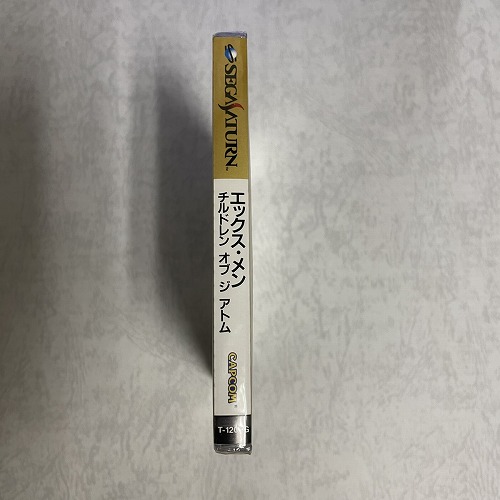 SEGA SATURN™
エックス・メン
チルドレン オブ ジ アトム
CAPCOM